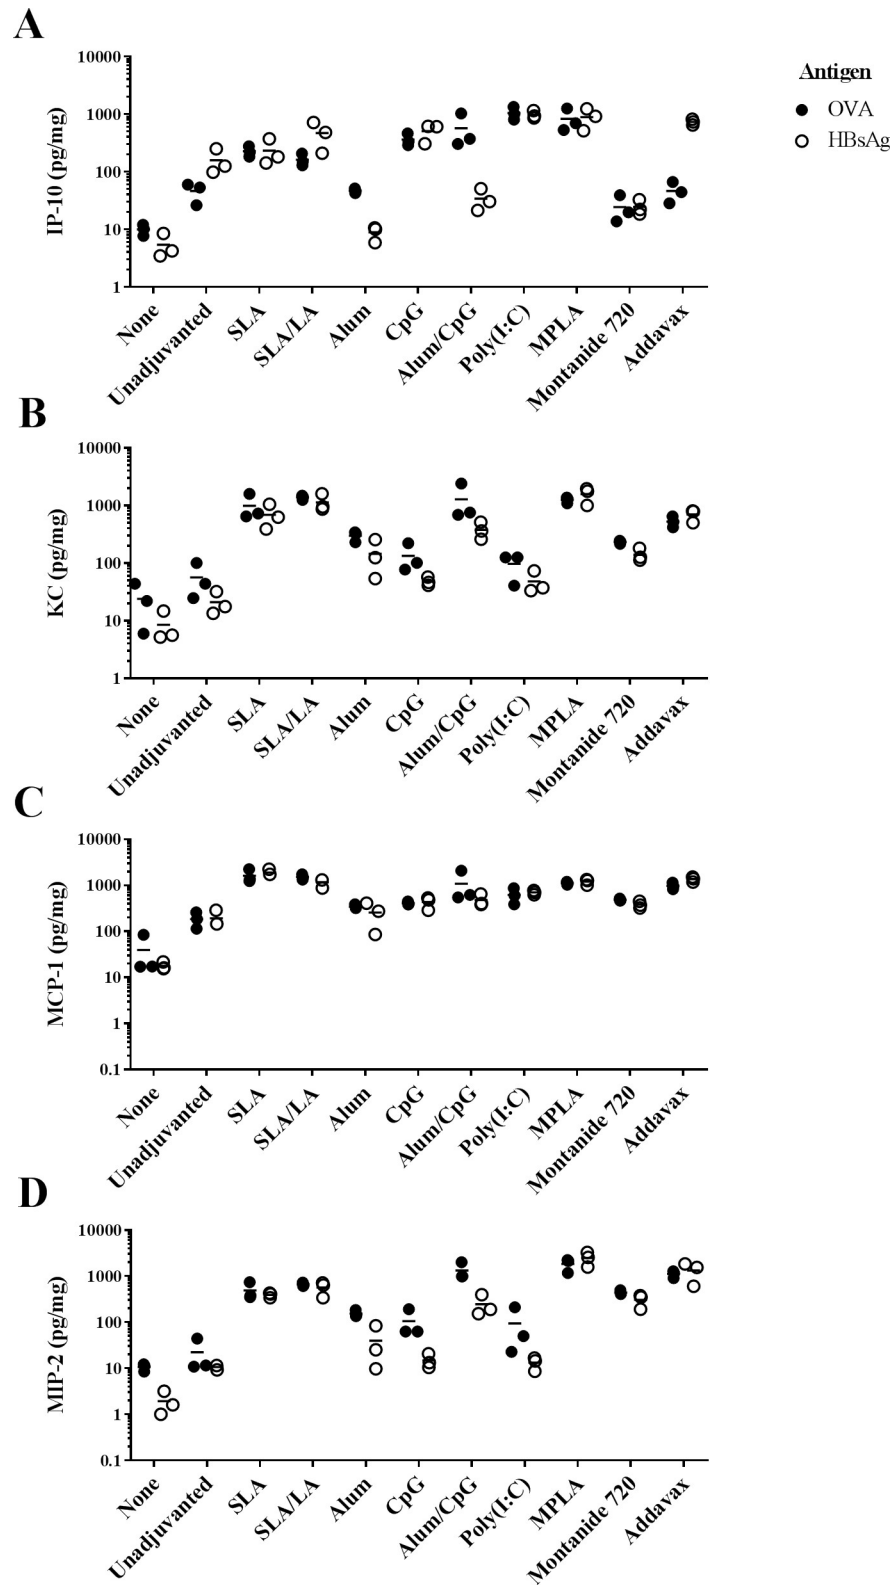 A
IP-10 (pg/mg)
10000
1000
100
10
1
None
Unadjuvanted
SLA
SLA/LA
Alum
CpG
Alum/CpG
Poly(I:C)
MPLA
Montanide 720
Addavax
Antigen
OVA
HBsAg
B
KC (pg/mg)
10000
1000
100
10
1
None
Unadjuvanted
SLA
SLA/LA
Alum
CpG
Alum/CpG
Poly(I:C)
MPLA
Montanide 720
Addavax
C
MCP-1 (pg/mg)
10000
1000
100
10
1
0.1
None
Unadjuvanted
SLA
SLA/LA
Alum
CpG
Alum/CpG
Poly(I:C)
MPLA
Montanide 720
Addavax
D
MIP-2 (pg/mg)
10000
1000
100
10
1
0.1
None
Unadjuvanted
SLA
SLA/LA
Alum
CpG
Alum/CpG
Poly(I:C)
MPLA
Montanide 720
Addavax